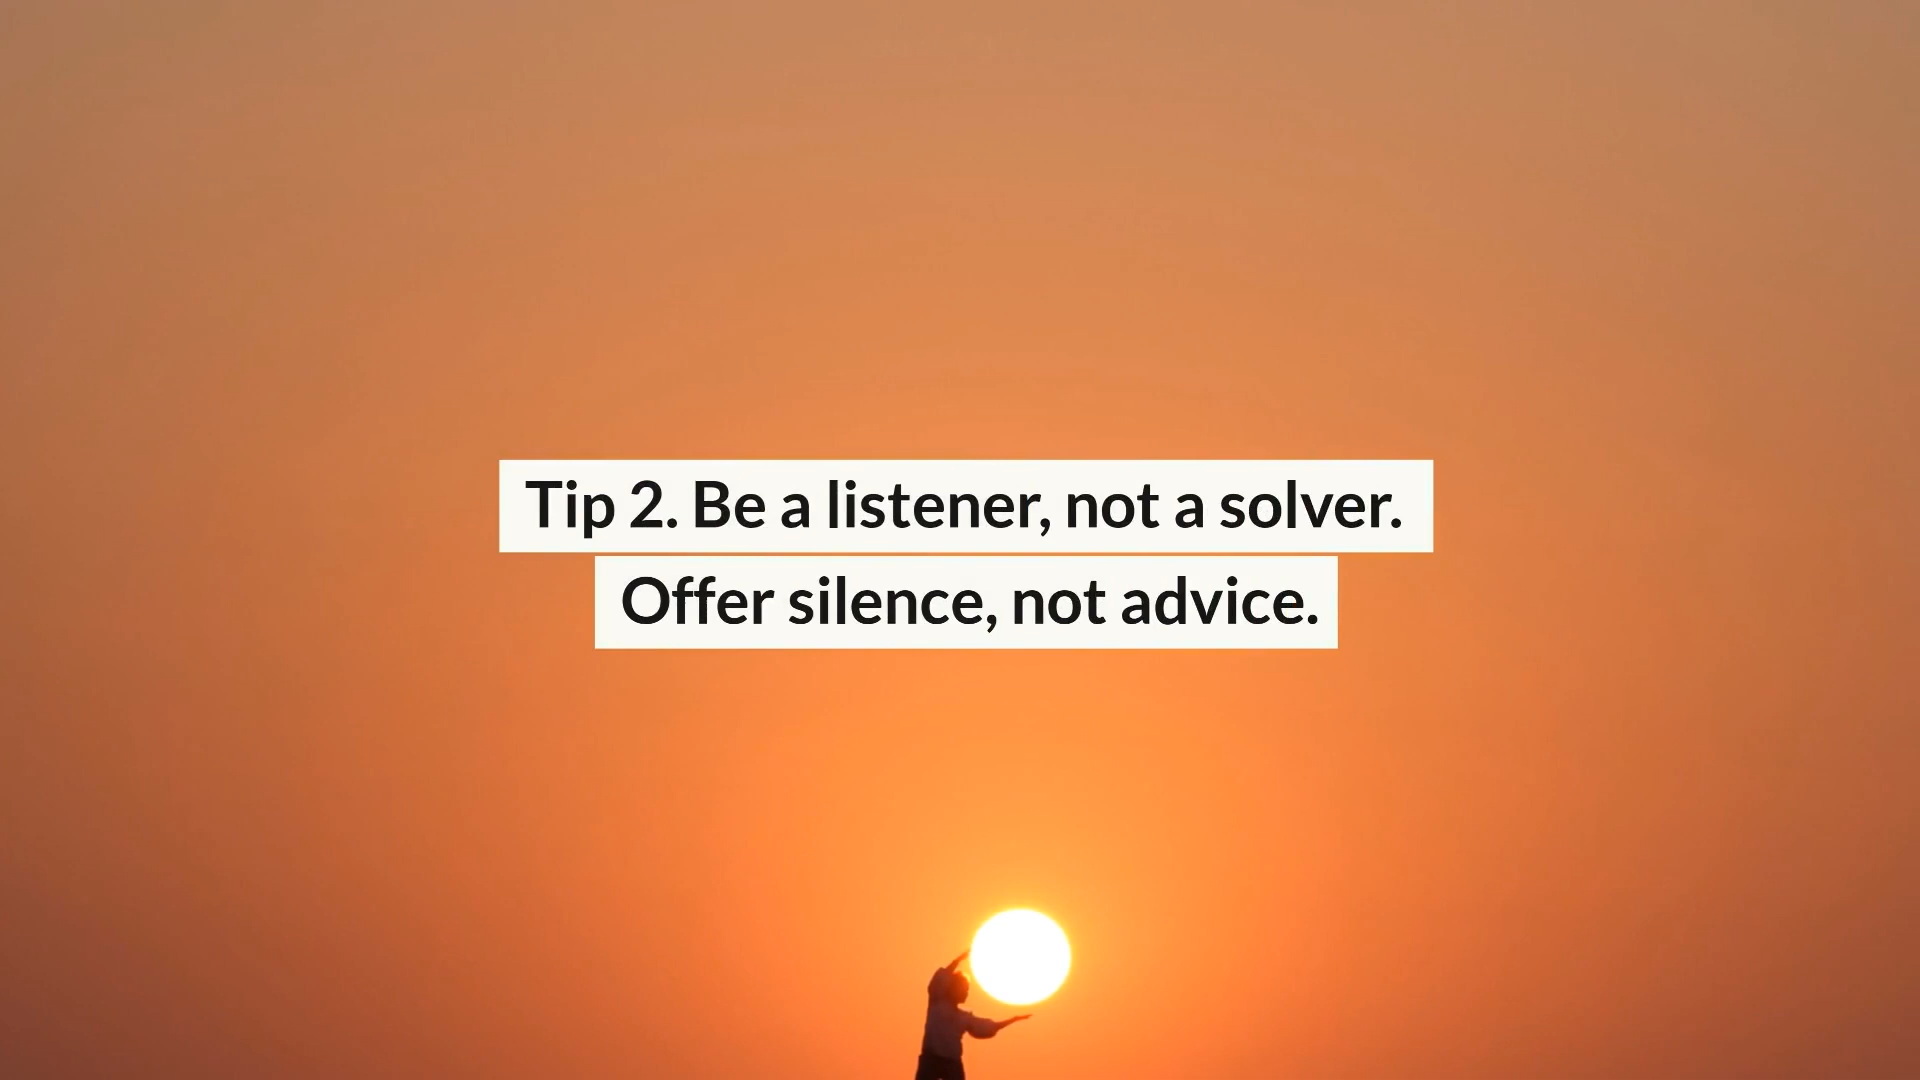 Tip 2. Be a listener, not a solver.
Offer silence, not advice.